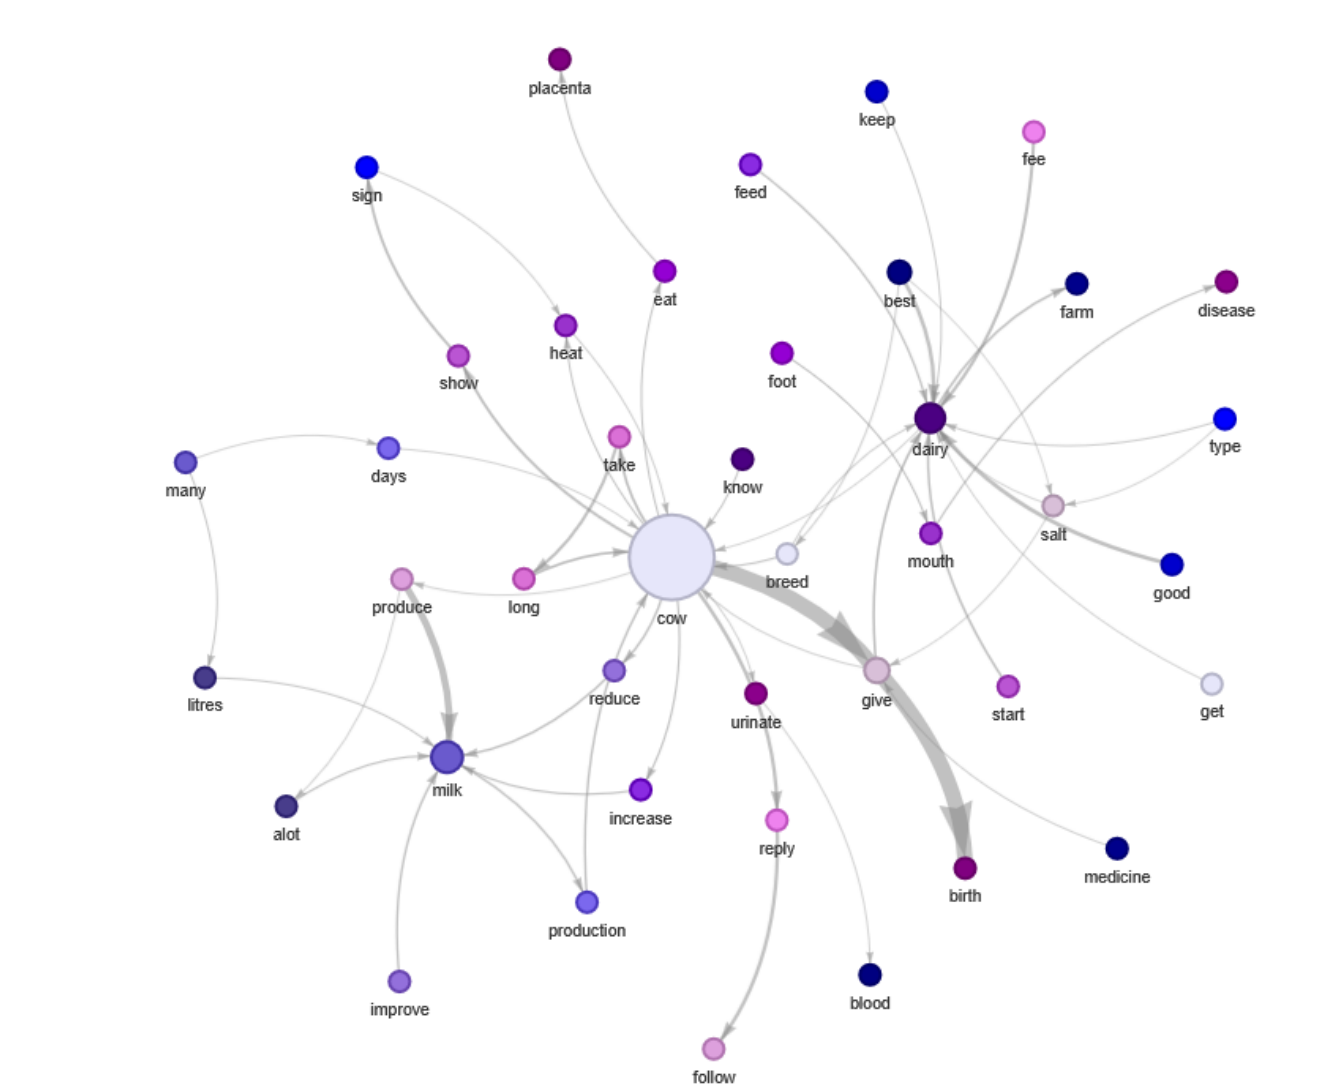 placenta
keep
fee
sign
feed
eat
best
farm
disease
heat
show
foot
take
dairy
type
many
days
know
salt
mouth
breed
good
produce
long
cow
reduce
give
start
get
litres
urinate
milk
increase
alot
reply
medicine
birth
production
improve
blood
follow